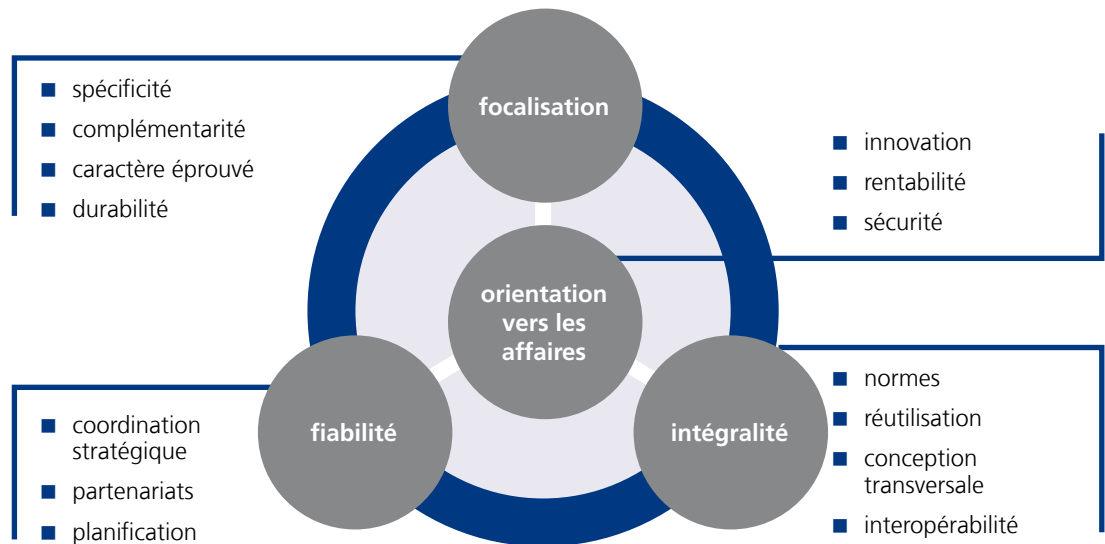 focalisation
spécificité
complémentarité
caractère éprouvé
durabilité
innovation
rentabilité
sécurité
orientation
vers les
affaires
fiabilité
coordination
stratégique
partenariats
planification
intégralité
normes
réutilisation
conception
transversale
interopérabilité